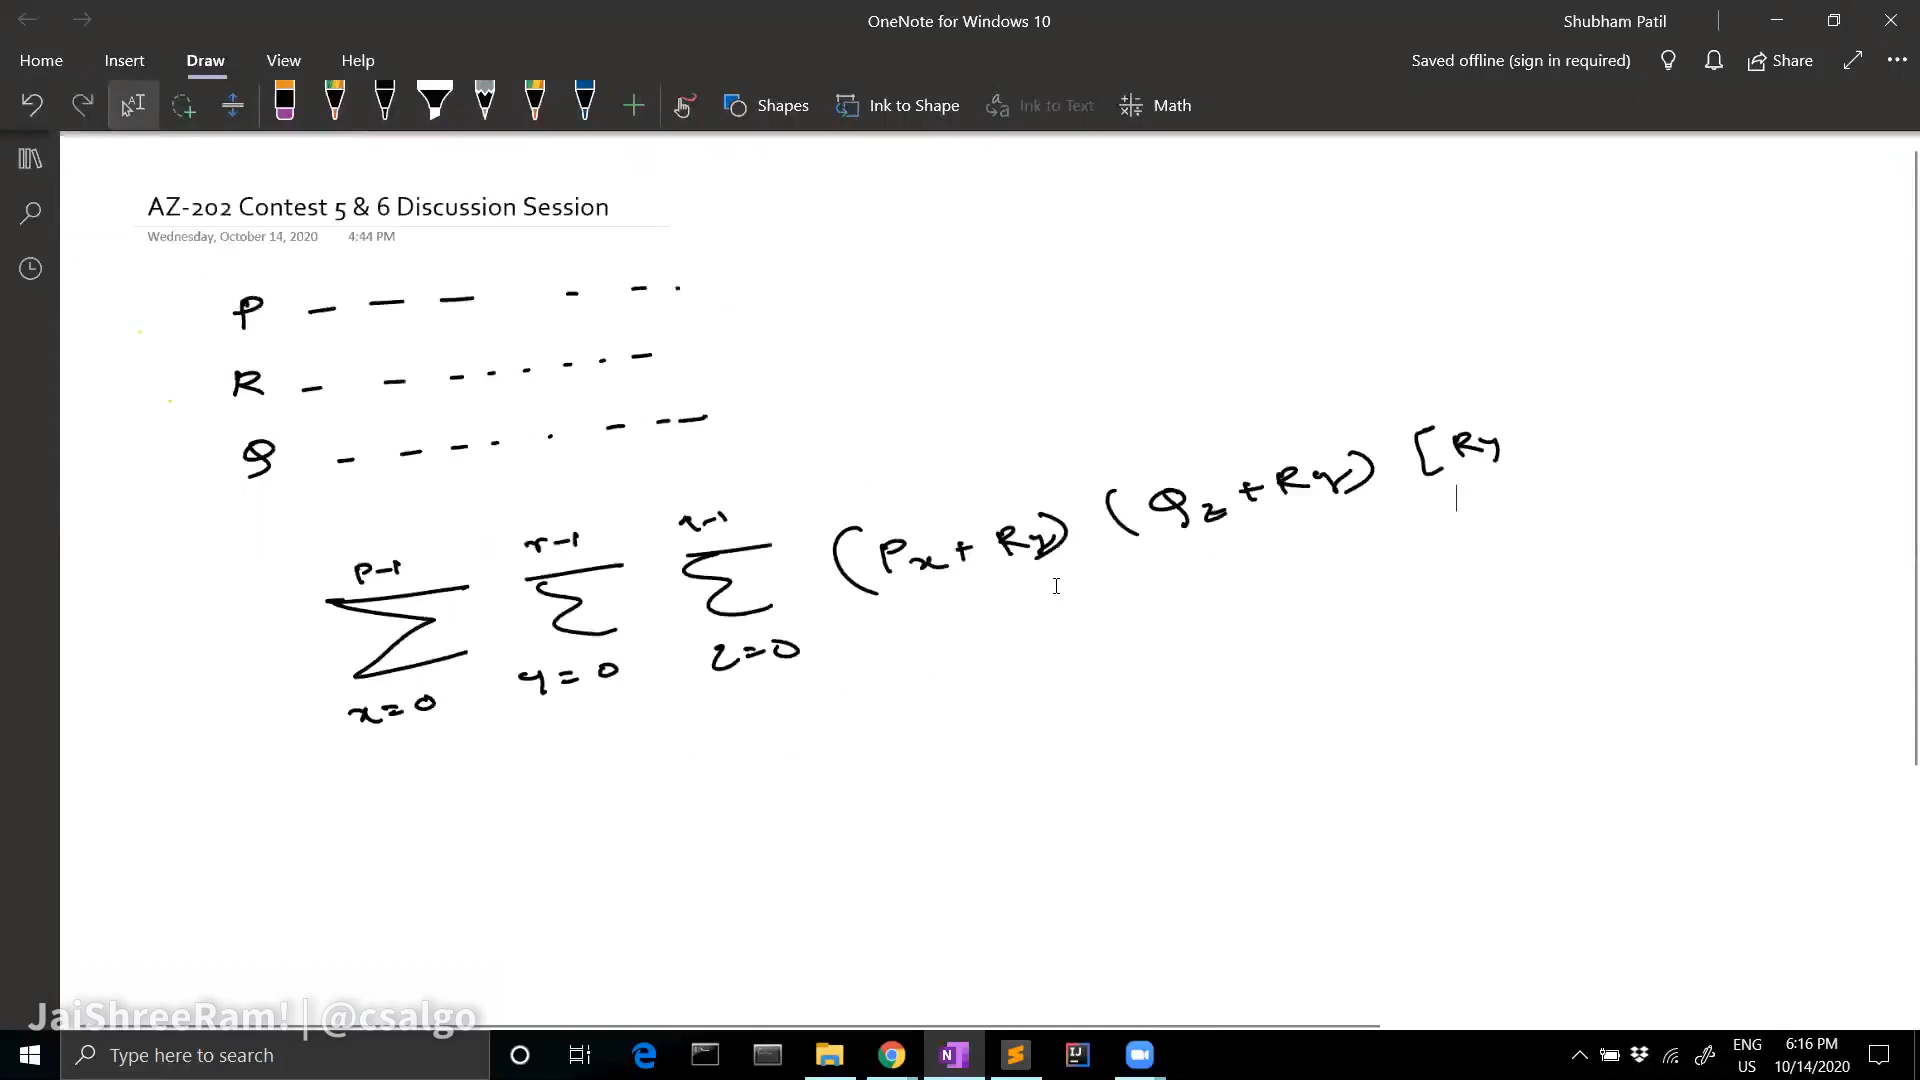 OneNote for Windows 10
Shubham Patil
Home Insert Draw View Help
Saved offline (sign in required)
Share
Shapes
Ink to Shape
Ink to Text
Math
AZ-202 Contest 5 & 6 Discussion Session
Wednesday, October 14, 2020 4:44 PM
P
R
Q
p-1 r-1 r-1
Σ Σ Σ (Px + Ry) (Qz + Ry) [Ry
x=0 y=0 z=0
JaiShreeRam! | @csalgo
Type here to search
ENG
US
6:16 PM
10/14/2020